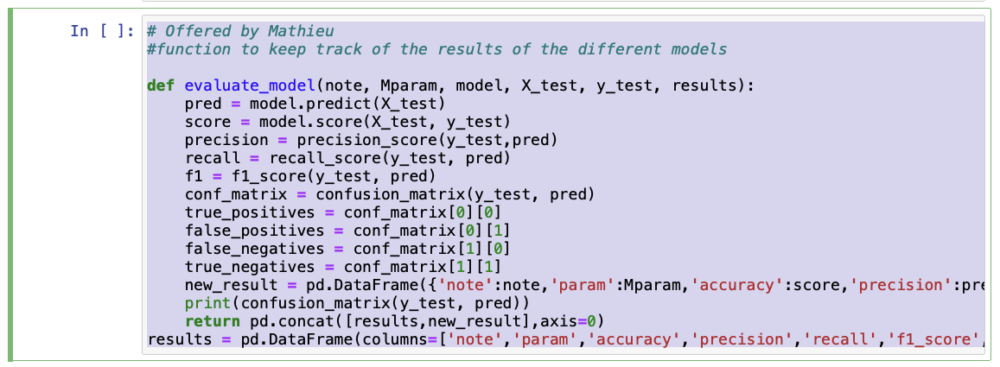 In [ ]:
# Offered by Mathieu
#function to keep track of the results of the different models
def evaluate_model(note, Mparam, model, X_test, y_test, results):
    pred = model.predict(X_test)
    score = model.score(X_test, y_test)
    precision = precision_score(y_test,pred)
    recall = recall_score(y_test, pred)
    f1 = f1_score(y_test, pred)
    conf_matrix = confusion_matrix(y_test, pred)
    true_positives = conf_matrix[0][0]
    false_positives = conf_matrix[0][1]
    false_negatives = conf_matrix[1][0]
    true_negatives = conf_matrix[1][1]
    new_result = pd.DataFrame({'note':note,'param':Mparam,'accuracy':score,'precision':pre
    print(confusion_matrix(y_test, pred))
    return pd.concat([results,new_result],axis=0)
results = pd.DataFrame(columns=['note','param','accuracy','precision','recall','f1_score',